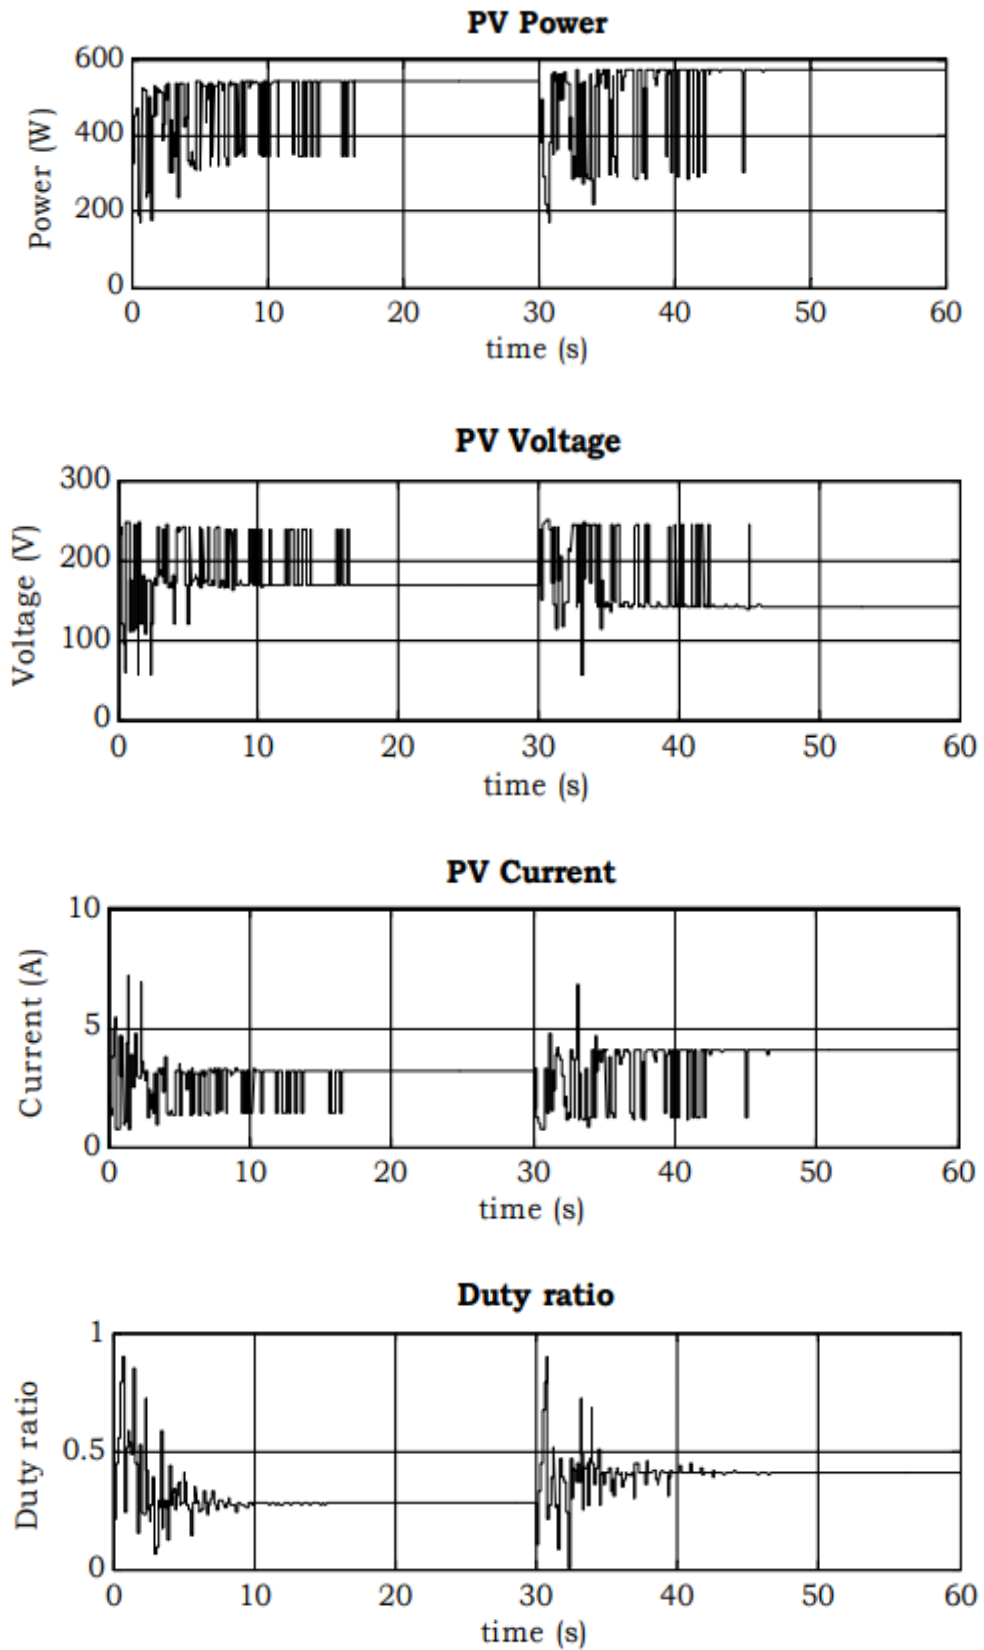 PV Power
600
400
200
0
Power (W)
0 10 20 30 40 50 60
time (s)
PV Voltage
300
200
100
0
Voltage (V)
0 10 20 30 40 50 60
time (s)
PV Current
10
5
0
Current (A)
0 10 20 30 40 50 60
time (s)
Duty ratio
1
0.5
0
Duty ratio
0 10 20 30 40 50 60
time (s)